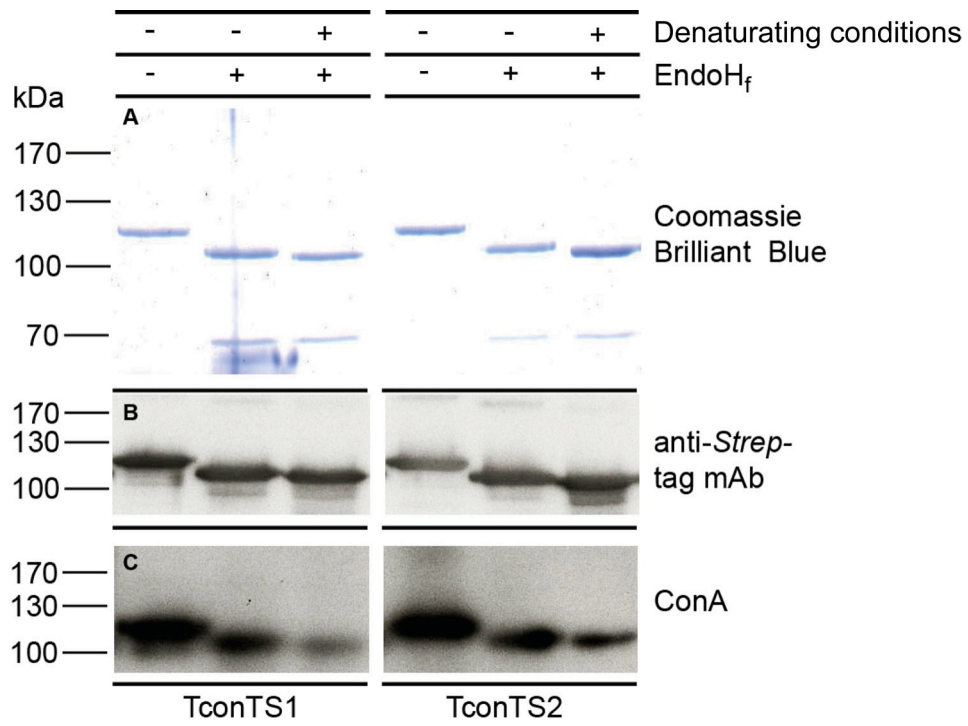 - - + - - + Denaturating conditions
- + + - + + EndoHf
kDa
A
170
130
100
70
Coomassie
Brilliant Blue
B
170
130
100
anti-Strep-
tag mAb
C
170
130
100
ConA
TconTS1 TconTS2